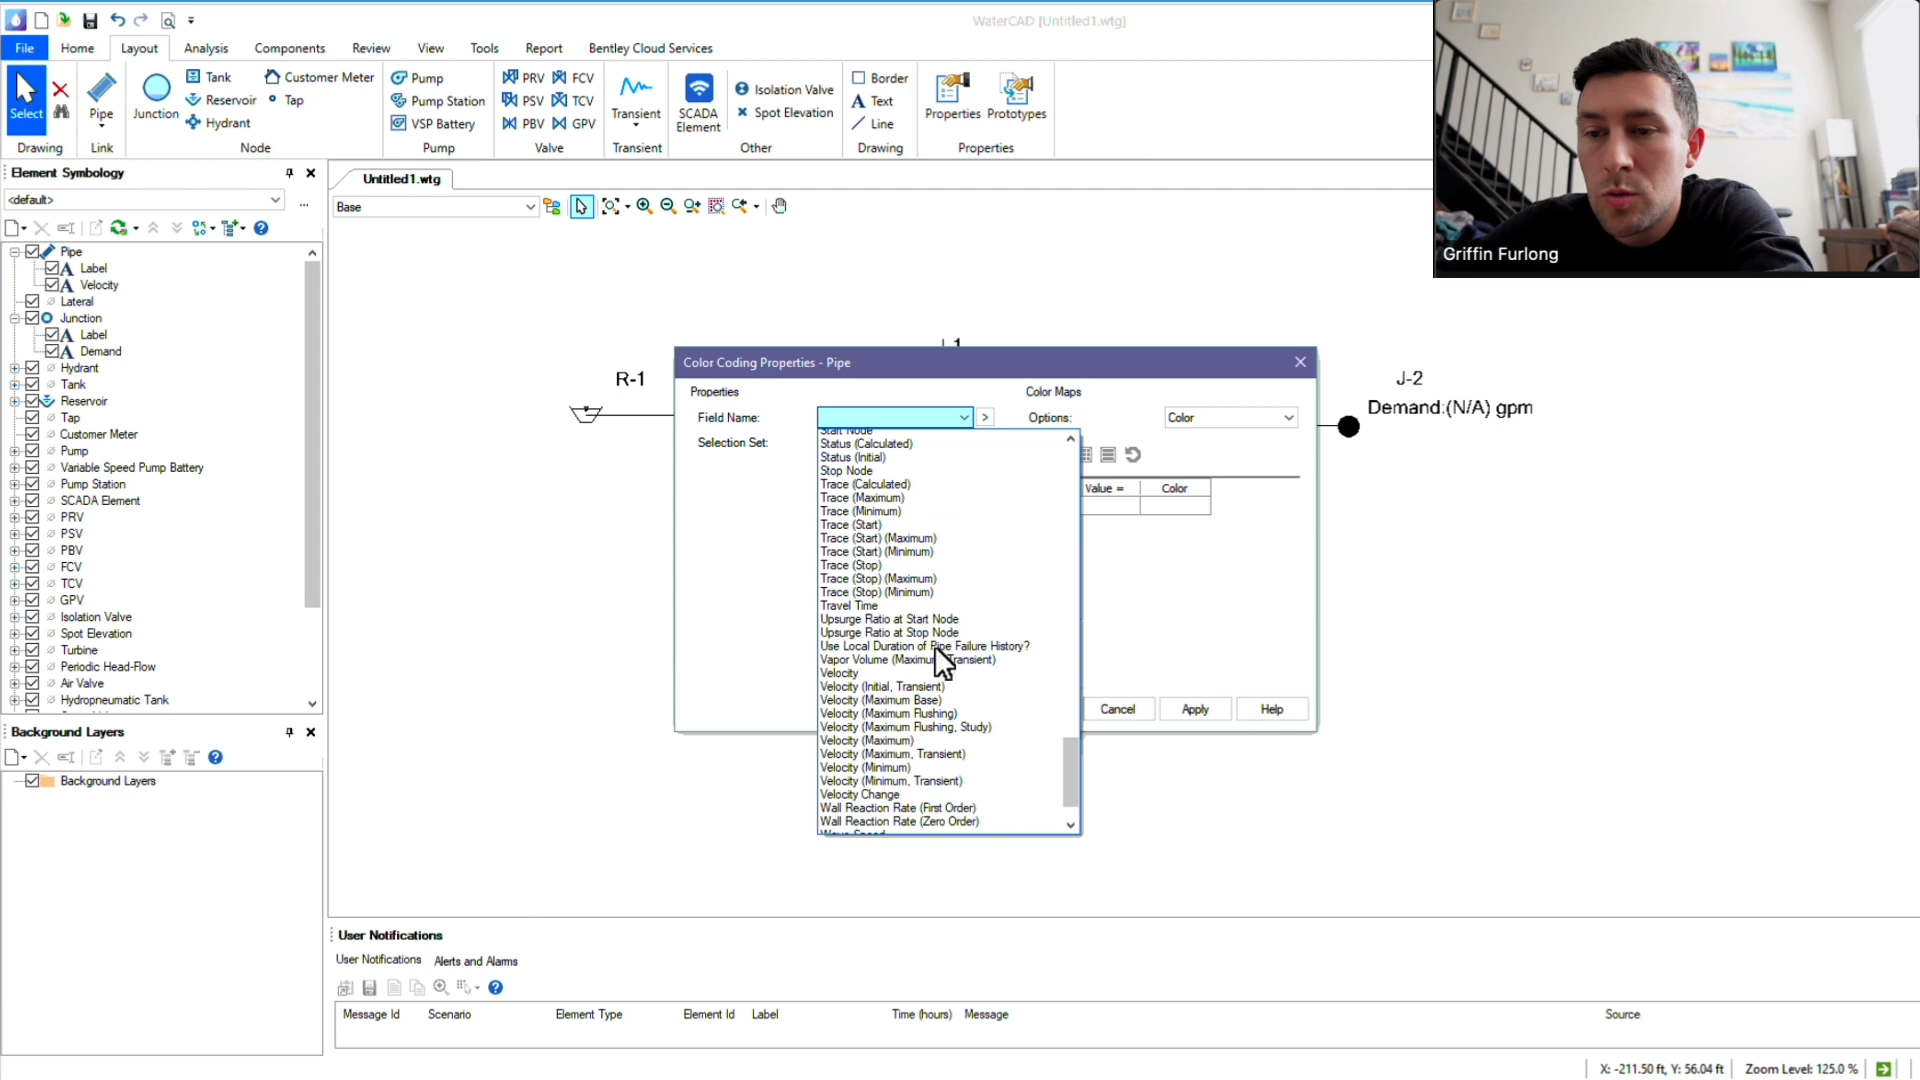 WaterCAD [Untitled1.wtg]
File Home Layout Analysis Components Review View Tools Report Bentley Cloud Services
Select
Pipe
Junction
Tank
Reservoir
Hydrant
Customer Meter
Tap
Pump
Pump Station
VSP Battery
PRV FCV
PSV TCV
PBV GPV
Transient
SCADA
Element
Isolation Valve
Spot Elevation
Border
Text
Line
Properties
Prototypes
Drawing Link Node Pump Valve Transient Other Drawing Properties
Griffin Furlong
Element Symbology
<default>
...
Pipe
Label
Velocity
Lateral
Junction
Label
Demand
Hydrant
Tank
Reservoir
Tap
Customer Meter
Pump
Variable Speed Pump Battery
Pump Station
SCADA Element
PRV
PSV
PBV
FCV
TCV
GPV
Isolation Valve
Spot Elevation
Turbine
Periodic Head-Flow
Air Valve
Hydropneumatic Tank
Background Layers
Background Layers
Untitled1.wtg
Base
R-1
J-2
Demand:(N/A) gpm
Color Coding Properties - Pipe
Properties
Field Name:
>
Selection Set:
Color Maps
Options:
Color
Value =
Color
Start Node
Status (Calculated)
Status (Initial)
Stop Node
Trace (Calculated)
Trace (Maximum)
Trace (Minimum)
Trace (Start)
Trace (Start) (Maximum)
Trace (Start) (Minimum)
Trace (Stop)
Trace (Stop) (Maximum)
Trace (Stop) (Minimum)
Travel Time
Upsurge Ratio at Start Node
Upsurge Ratio at Stop Node
Use Local Duration of Pipe Failure History?
Vapor Volume (Maximum, Transient)
Velocity
Velocity (Initial, Transient)
Velocity (Maximum Base)
Velocity (Maximum Flushing)
Velocity (Maximum Flushing, Study)
Velocity (Maximum)
Velocity (Maximum, Transient)
Velocity (Minimum)
Velocity (Minimum, Transient)
Velocity Change
Wall Reaction Rate (First Order)
Wall Reaction Rate (Zero Order)
Wave Speed
Cancel
Apply
Help
User Notifications
User Notifications
Alerts and Alarms
Message Id Scenario Element Type Element Id Label Time (hours) Message Source
X: -211.50 ft, Y: 56.04 ft
Zoom Level: 125.0 %